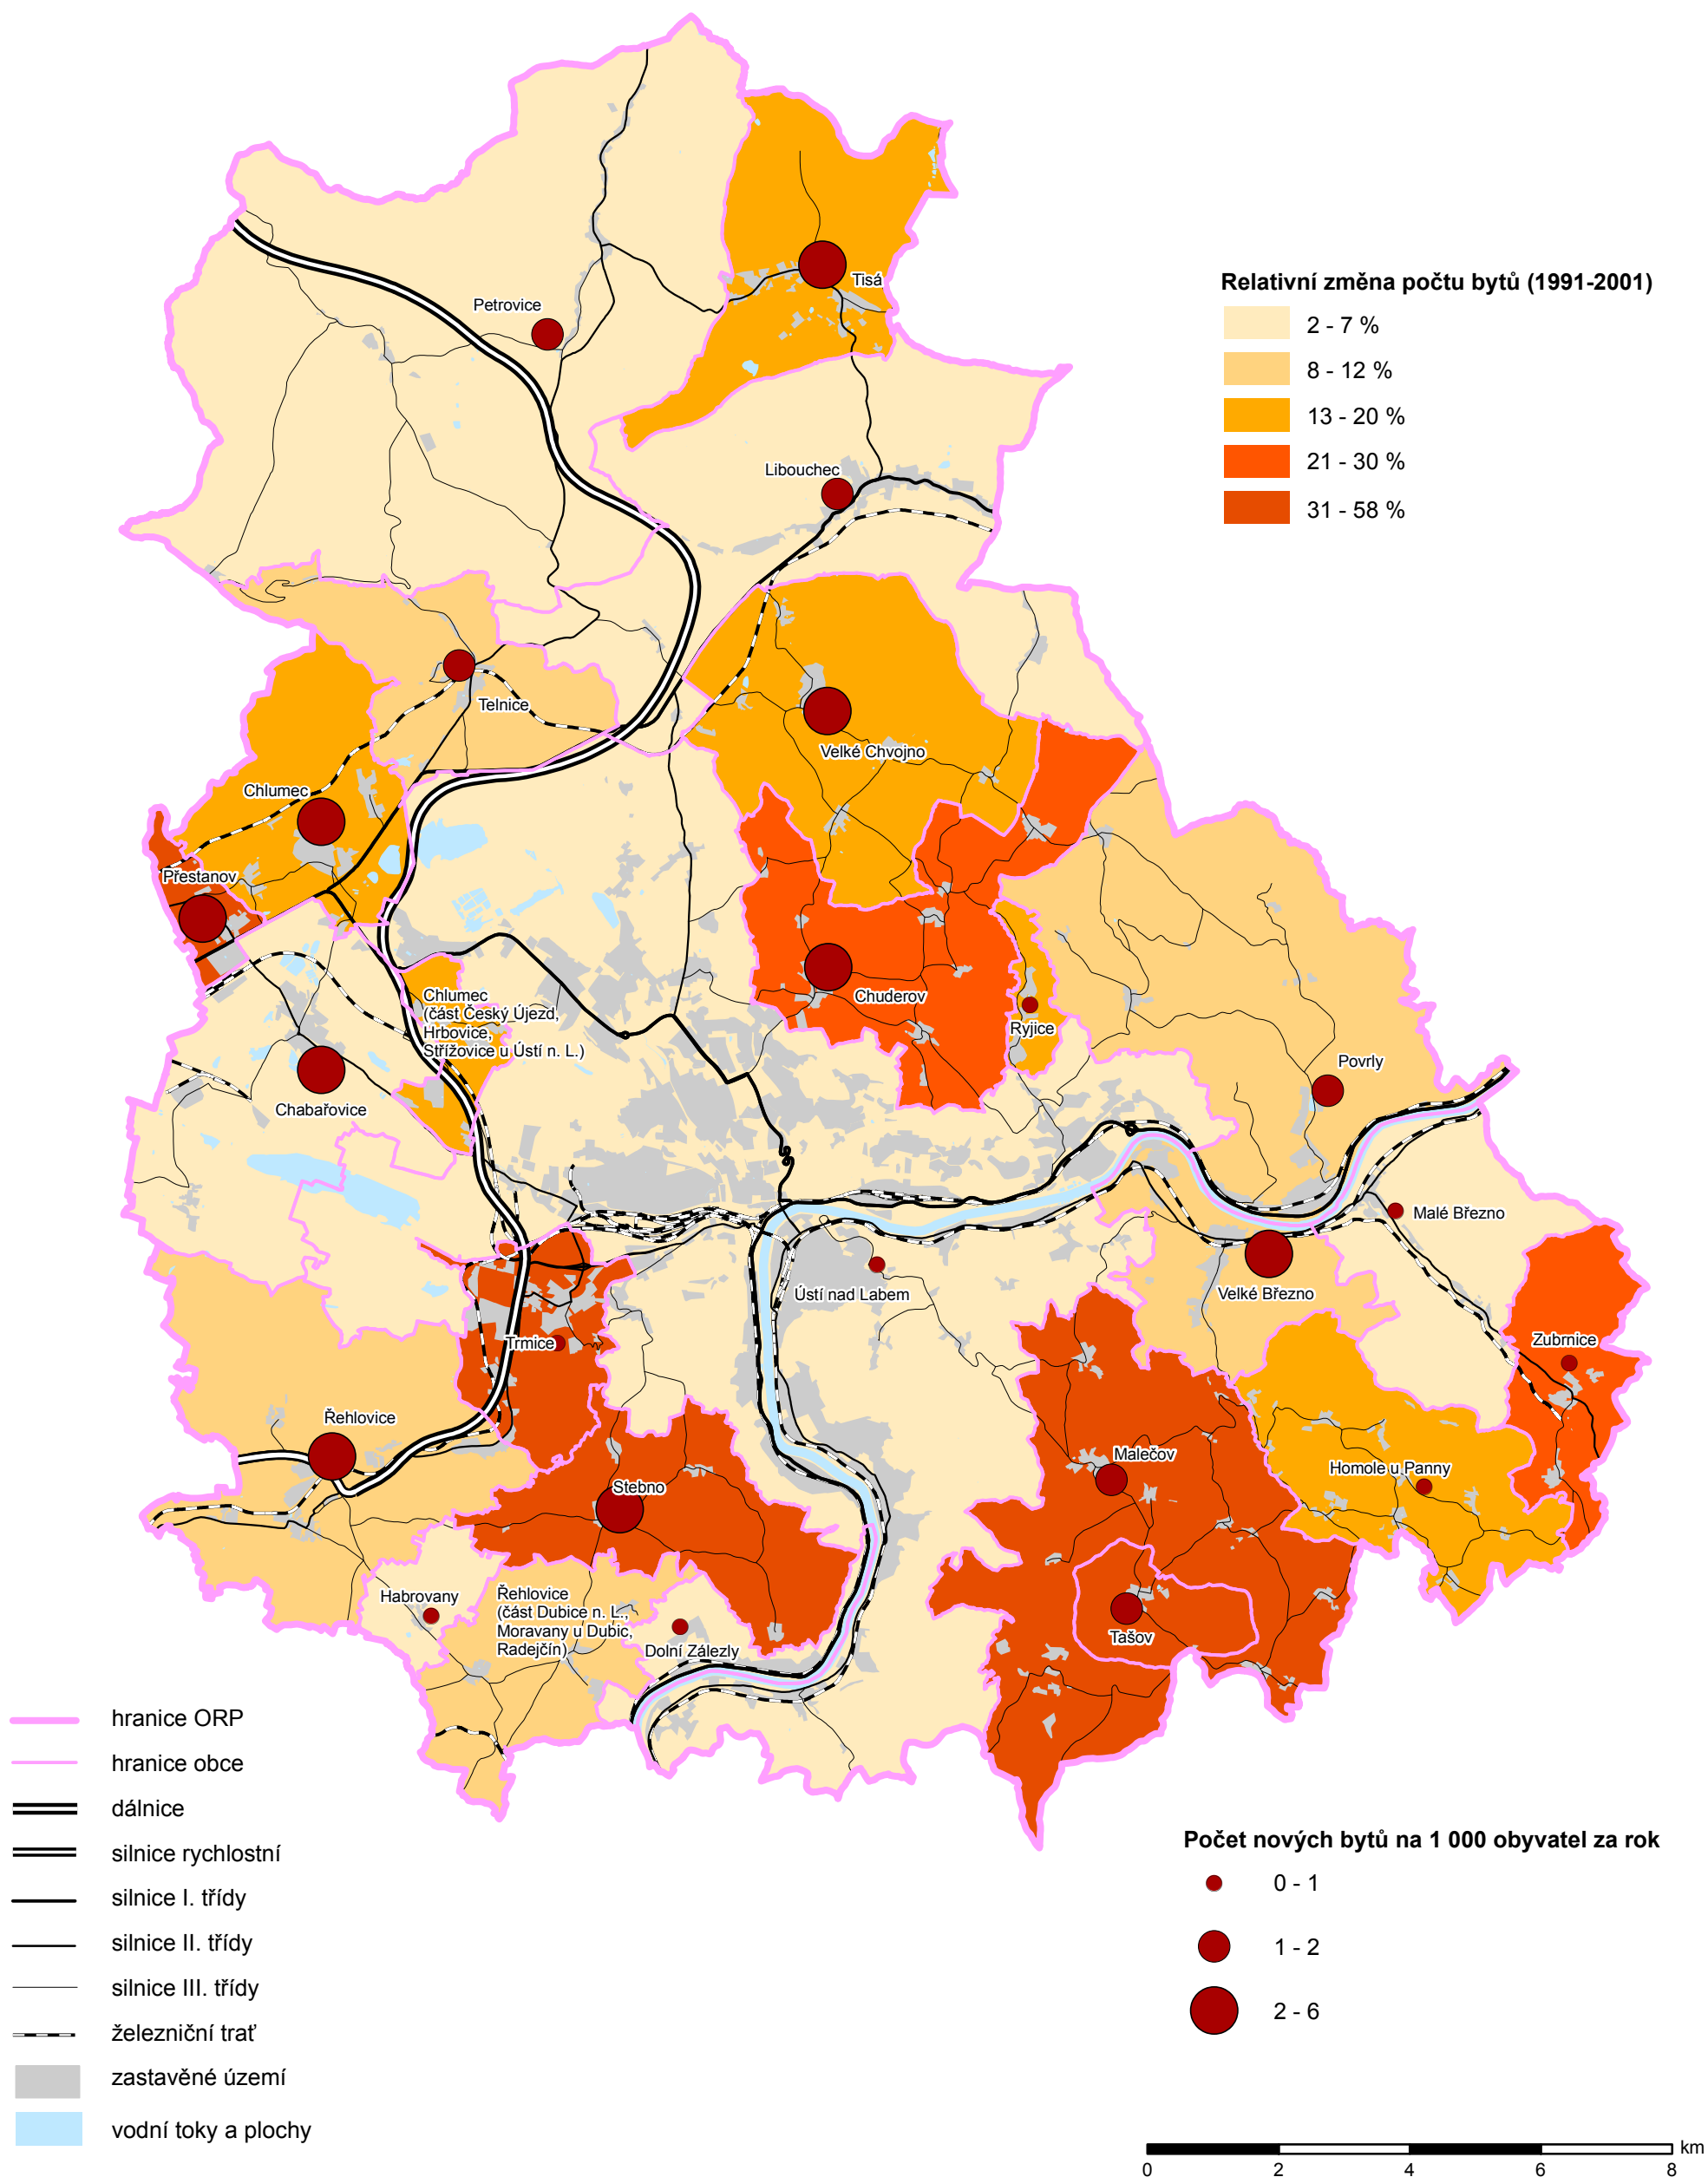 Tisá
Relativní změna počtu bytů (1991-2001)
Petrovice
2 - 7 %
8 - 12 %
13 - 20 %
21 - 30 %
31 - 58 %
Libouchec
Telnice
Velké Chvojno
Chlumec
Přestanov
Chlumec
(část Český Újezd,
Hrbovice,
Střížovice u Ústí n. L.)
Chuderov
Ryjice
Povrly
Chabařovice
Malé Březno
Ústí nad Labem
Velké Březno
Zubrnice
Trmice
Řehlovice
Malečov
Homole u Panny
Stebno
Habrovany
Řehlovice
(část Dubice n. L.,
Moravany u Dubic,
Radejčín)
Dolní Zálezly
Tašov
hranice ORP
hranice obce
dálnice
silnice rychlostní
silnice I. třídy
silnice II. třídy
silnice III. třídy
železniční trať
zastavěné území
vodní toky a plochy
Počet nových bytů na 1 000 obyvatel za rok
0 - 1
1 - 2
2 - 6
km
0 2 4 6 8